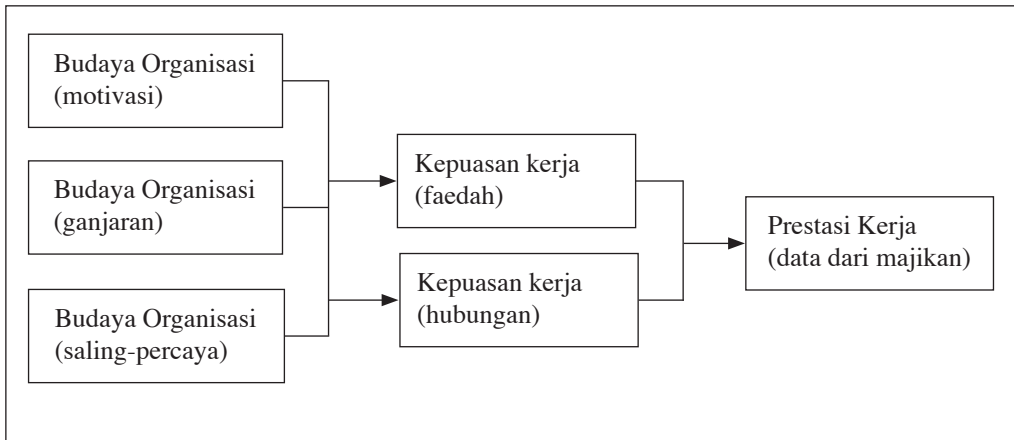 Budaya Organisasi
(motivasi)
Budaya Organisasi
(ganjaran)
Budaya Organisasi
(saling-percaya)
Kepuasan kerja
(faedah)
Kepuasan kerja
(hubungan)
Prestasi Kerja
(data dari majikan)